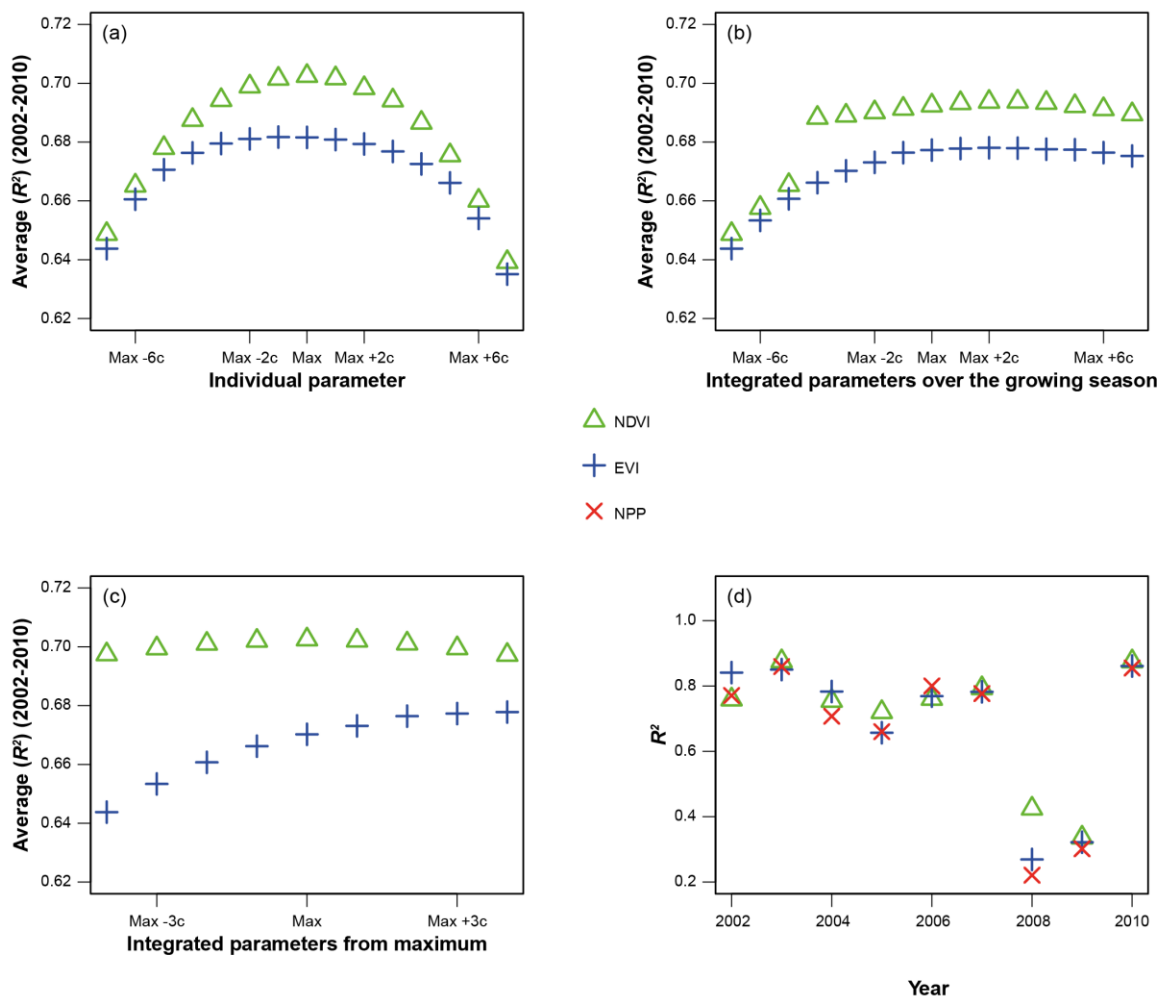 (a)
0.72
0.70
0.68
0.66
0.64
0.62
Average (R²) (2002-2010)
Max -6c Max -2c Max Max +2c Max +6c
Individual parameter
(b)
0.72
0.70
0.68
0.66
0.64
0.62
Average (R²) (2002-2010)
Max -6c Max -2c Max Max +2c Max +6c
Integrated parameters over the growing season
NDVI
EVI
NPP
(c)
0.72
0.70
0.68
0.66
0.64
0.62
Average (R²) (2002-2010)
Max -3c Max Max +3c
Integrated parameters from maximum
(d)
1.0
0.8
0.6
0.4
0.2
R²
2002 2004 2006 2008 2010
Year